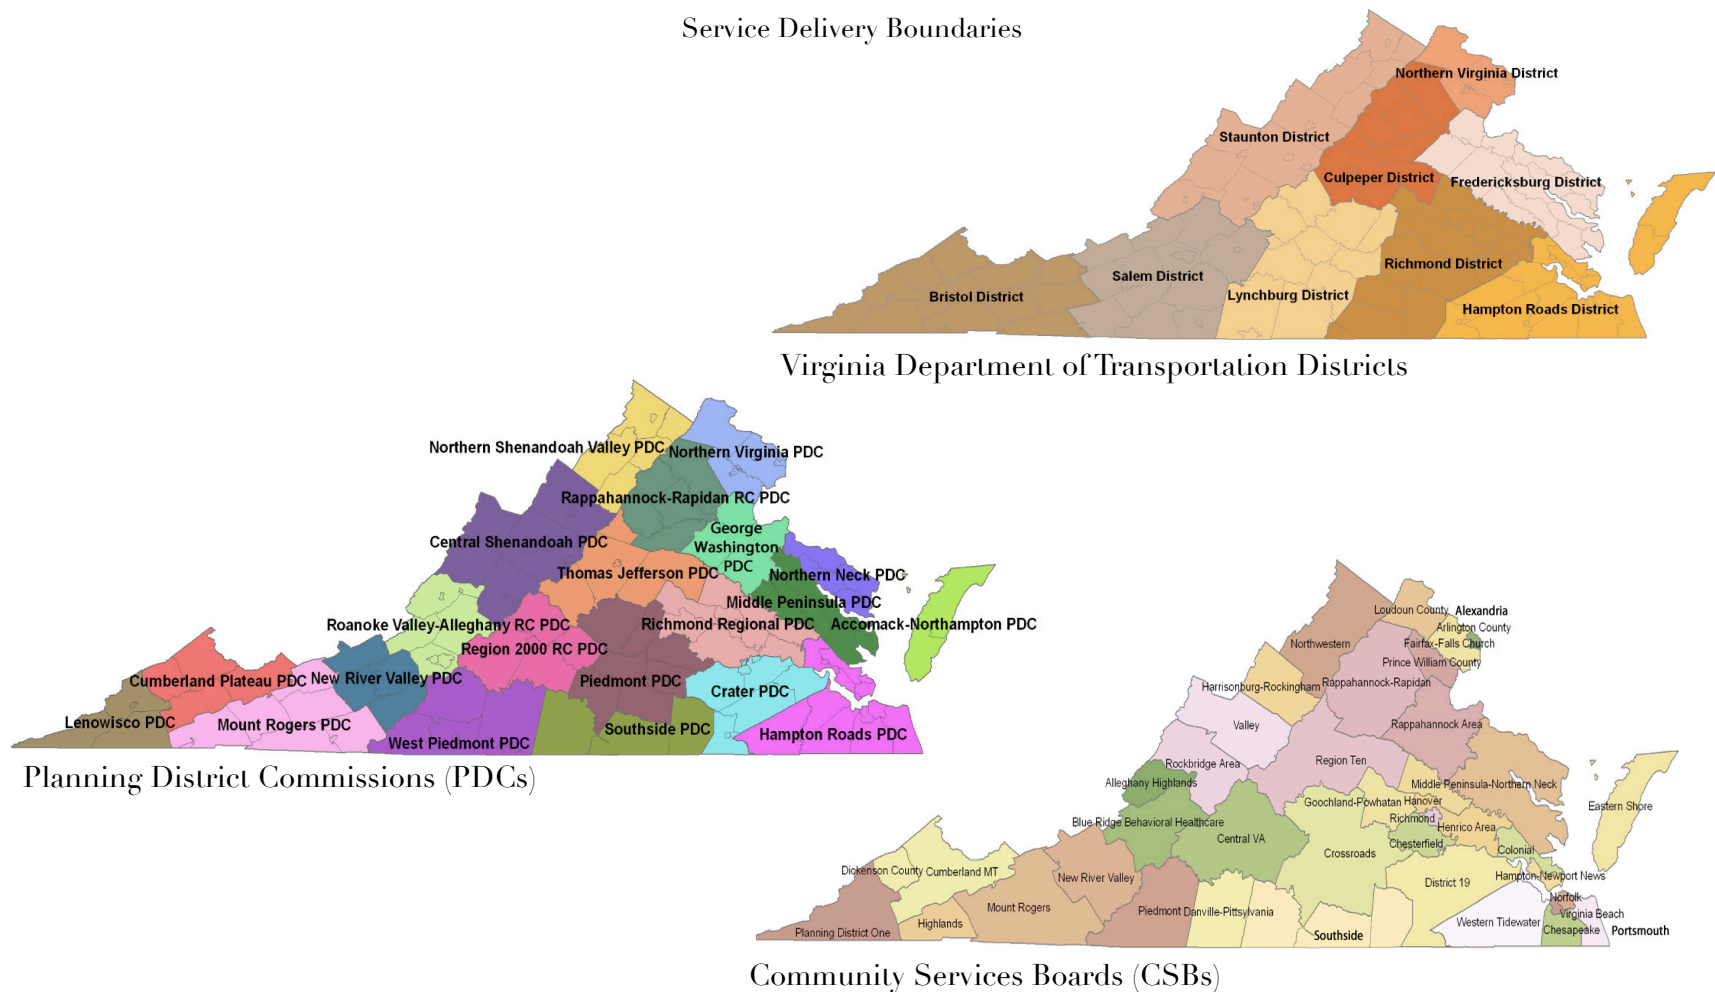 Service Delivery Boundaries
Northern Virginia District
Staunton District
Culpeper District
Fredericksburg District
Richmond District
Salem District
Bristol District
Lynchburg District
Hampton Roads District
Virginia Department of Transportation Districts
Northern Shenandoah Valley PDC
Northern Virginia PDC
Rappahannock-Rapidan RC PDC
George
Washington
PDC
Central Shenandoah PDC
Thomas Jefferson PDC
Northern Neck PDC
Middle Peninsula PDC
Roanoke Valley-Alleghany RC PDC
Richmond Regional PDC
Accomack-Northampton PDC
Region 2000 RC PDC
Cumberland Plateau PDC
New River Valley PDC
Piedmont PDC
Crater PDC
Lenowisco PDC
Mount Rogers PDC
Southside PDC
Hampton Roads PDC
West Piedmont PDC
Planning District Commissions (PDCs)
Loudoun County
Alexandria
Arlington County
Northwestern
Fairfax-Falls Church
Prince William County
Harrisonburg-Rockingham
Rappahannock-Rapidan
Valley
Rappahannock Area
Rockbridge Area
Region Ten
Alleghany Highlands
Middle Peninsula-Northern Neck
Goochland-Powhatan
Hanover
Eastern Shore
Blue Ridge Behavioral Healthcare
Richmond
Henrico Area
Central VA
Chesterfield
Crossroads
Colonial
Dickenson County
Cumberland MT
New River Valley
Hampton-Newport News
District 19
Norfolk
Mount Rogers
Piedmont
Danville-Pittsylvania
Virginia Beach
Highlands
Western Tidewater
Planning District One
Southside
Chesapeake
Portsmouth
Community Services Boards (CSBs)